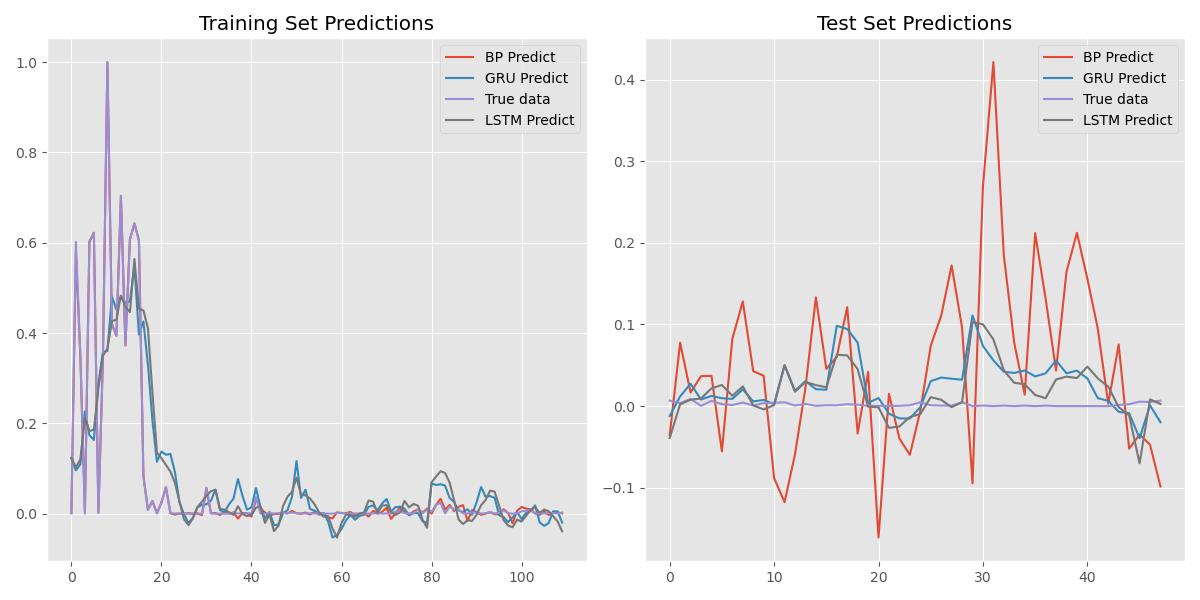 Training Set Predictions
1.0
0.8
0.6
0.4
0.2
0.0
0 20 40 60 80 100
BP Predict
GRU Predict
True data
LSTM Predict
Test Set Predictions
0.4
0.3
0.2
0.1
0.0
−0.1
0 10 20 30 40
BP Predict
GRU Predict
True data
LSTM Predict